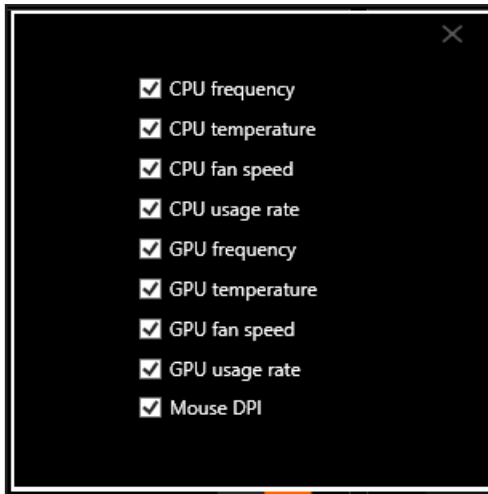 CPU frequency
CPU temperature
CPU fan speed
CPU usage rate
GPU frequency
GPU temperature
GPU fan speed
GPU usage rate
Mouse DPI